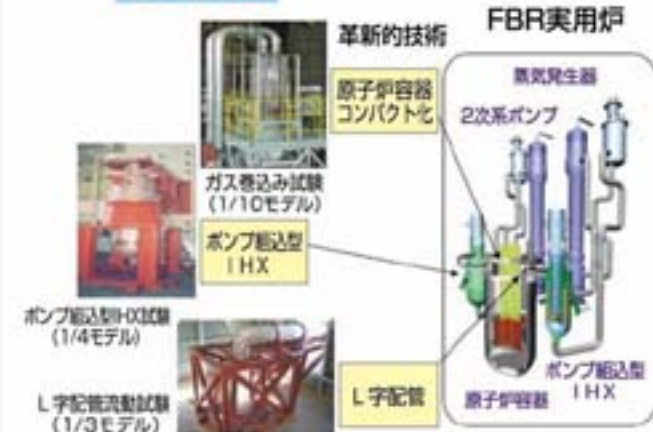 革新的技術
FBR実用炉
原子炉容器
コンパクト化
蒸気発生器
2次系ポンプ
ガス巻込み試験
(1/10モデル)
ポンプ組込型
IHX
ポンプ組込型IHX試験
(1/4モデル)
L字配管
ポンプ組込型
IHX
原子炉容器
L字配管流動試験
(1/3モデル)